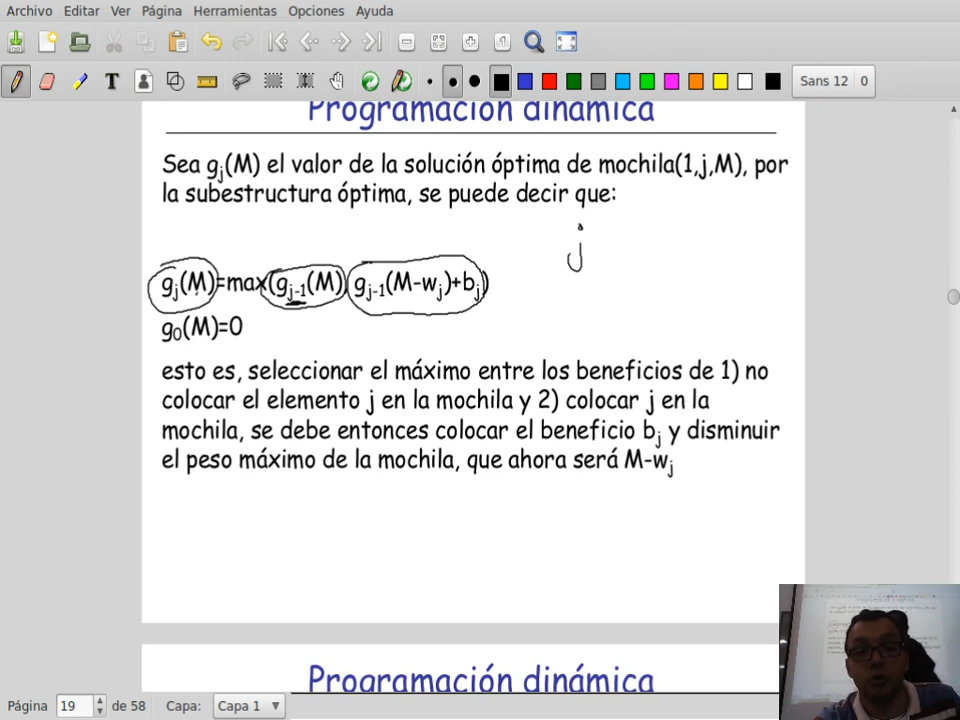 Archivo Editar Ver Página Herramientas Opciones Ayuda
T Sans 12 0
Programación dinámica
Sea gj(M) el valor de la solución óptima de mochila(1,j,M), por
la subestructura óptima, se puede decir que:
j
gj(M)=max(gj-1(M), gj-1(M-wj)+bj)
g0(M)=0
esto es, seleccionar el máximo entre los beneficios de 1) no
colocar el elemento j en la mochila y 2) colocar j en la
mochila, se debe entonces colocar el beneficio bj y disminuir
el peso máximo de la mochila, que ahora será M-wj
Programación dinámica
Página 19 de 58 Capa: Capa 1